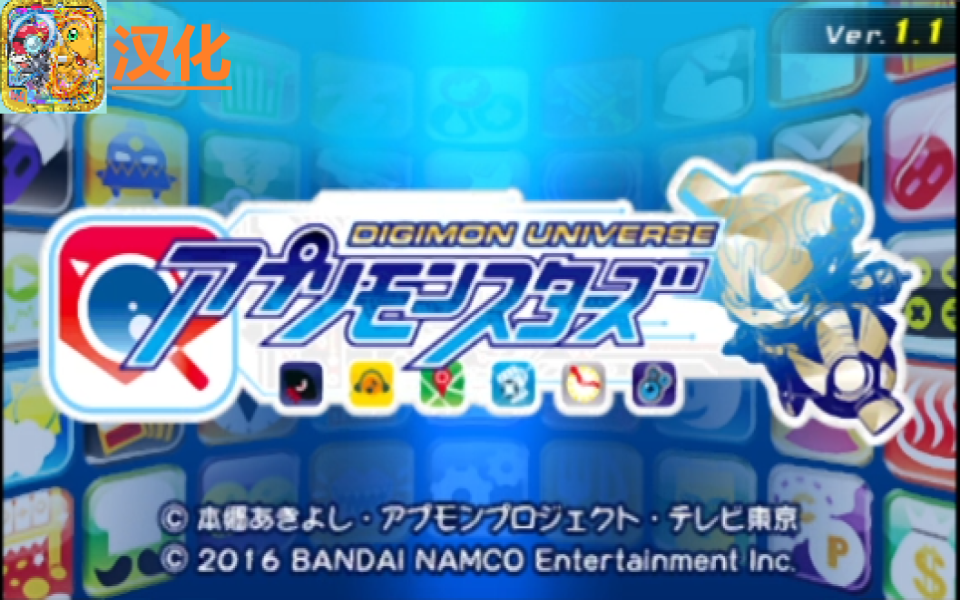 汉化
Ver.1.1
DIGIMON UNIVERSE
アプリモンスターズ
© 本郷あきよし・アプモンプロジェクト・テレビ東京
© 2016 BANDAI NAMCO Entertainment Inc.